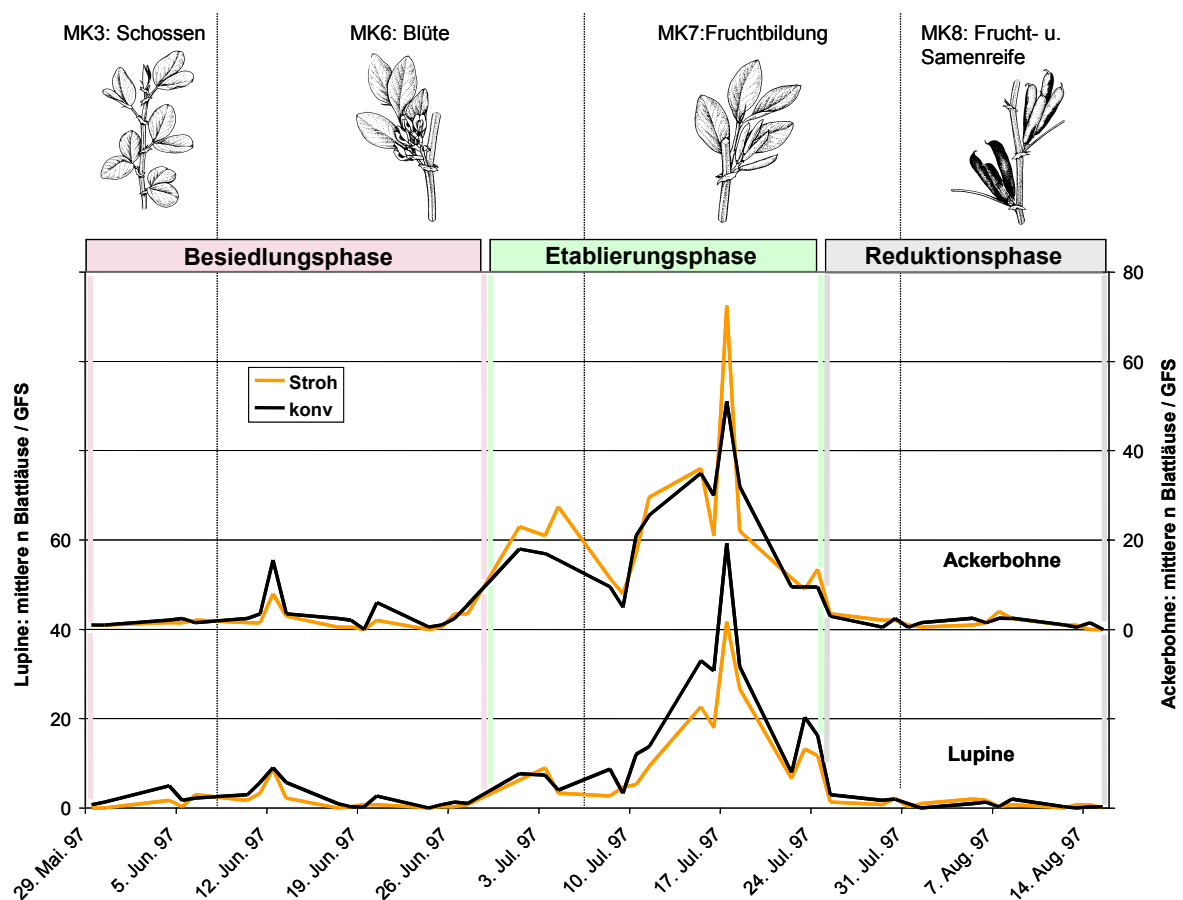 MK3: Schossen
MK6: Blüte
MK7:Fruchtbildung
MK8: Frucht- u.
Samenreife
Besiedlungsphase
Etablierungsphase
Reduktionsphase
Lupine: mittlere n Blattläuse / GFS
60
40
20
0
Stroh
konv
Ackerbohne
Lupine
80
60
40
20
0
Ackerbohne: mittlere n Blattläuse / GFS
29. Mai. 97
5. Jun. 97
12. Jun. 97
19. Jun. 97
26. Jun. 97
3. Jul. 97
10. Jul. 97
17. Jul. 97
24. Jul. 97
31. Jul. 97
7. Aug. 97
14. Aug. 97